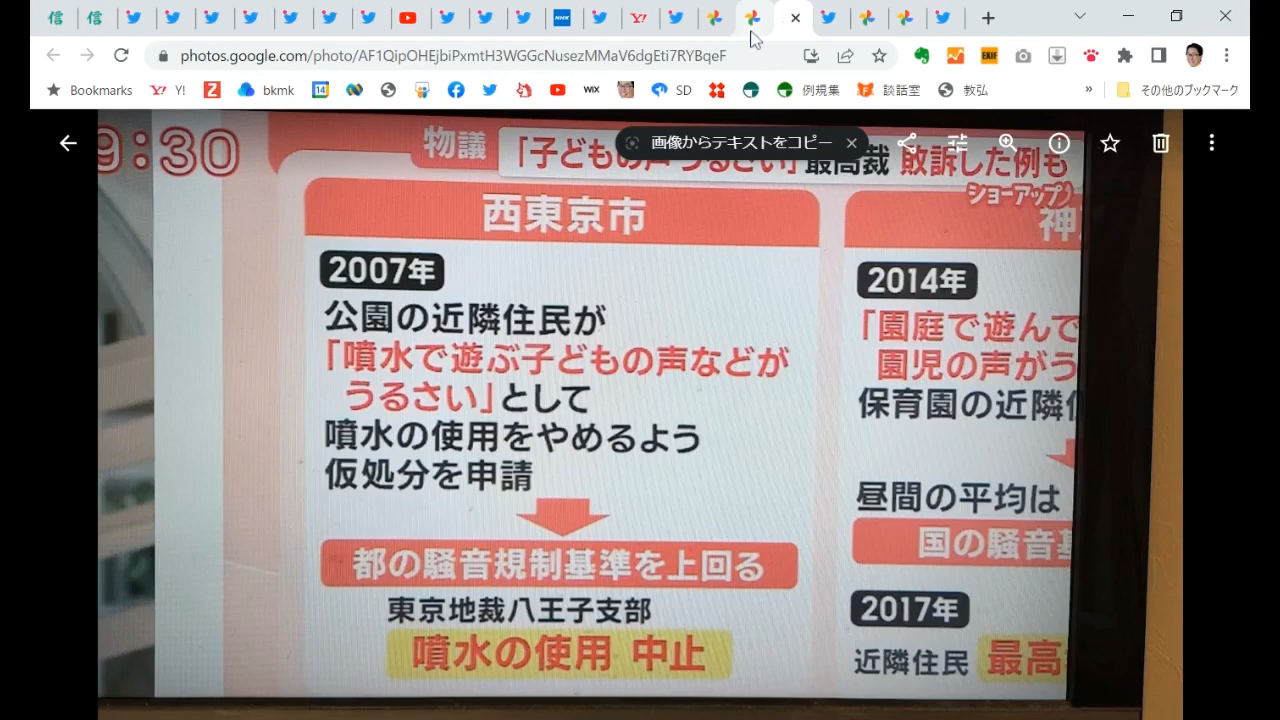 photos.google.com/photo/AF1QipOHEjbiPxmtH3WGGcNusezMMaV6dgEti7RYBqeF
Bookmarks
Y!
bkmk
SD
例規集
談話室
教弘
»
その他のブックマーク
画像からテキストをコピー
9:30
物議
「子どもの声うるさい」最高裁 敗訴した例も
ショーアップ
西東京市
2007年
公園の近隣住民が
「噴水で遊ぶ子どもの声などが
うるさい」として
噴水の使用をやめるよう
仮処分を申請
都の騒音規制基準を上回る
東京地裁八王子支部
噴水の使用 中止
神
2014年
「園庭で遊んで
園児の声がう
保育園の近隣
昼間の平均は
国の騒音
2017年
近隣住民 最高